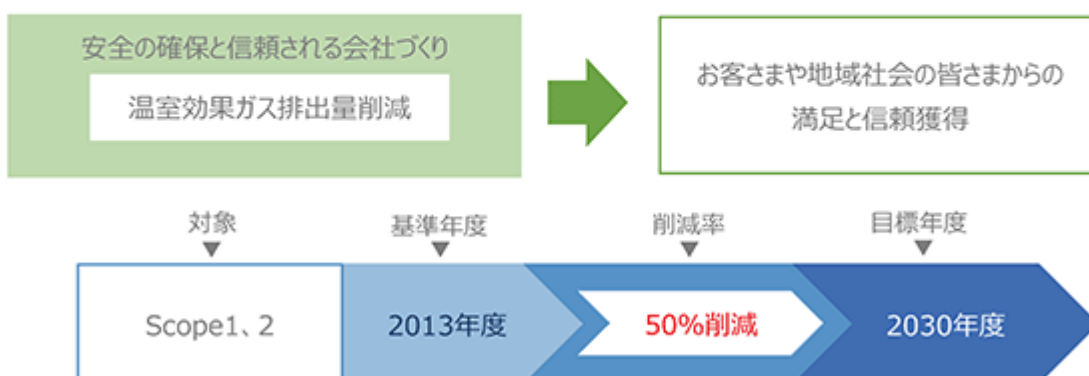 安全の確保と信頼される会社づくり
温室効果ガス排出量削減
お客さまや地域社会の皆さまからの
満足と信頼獲得
対象
基準年度
削減率
目標年度
Scope1、2
2013年度
50%削減
2030年度